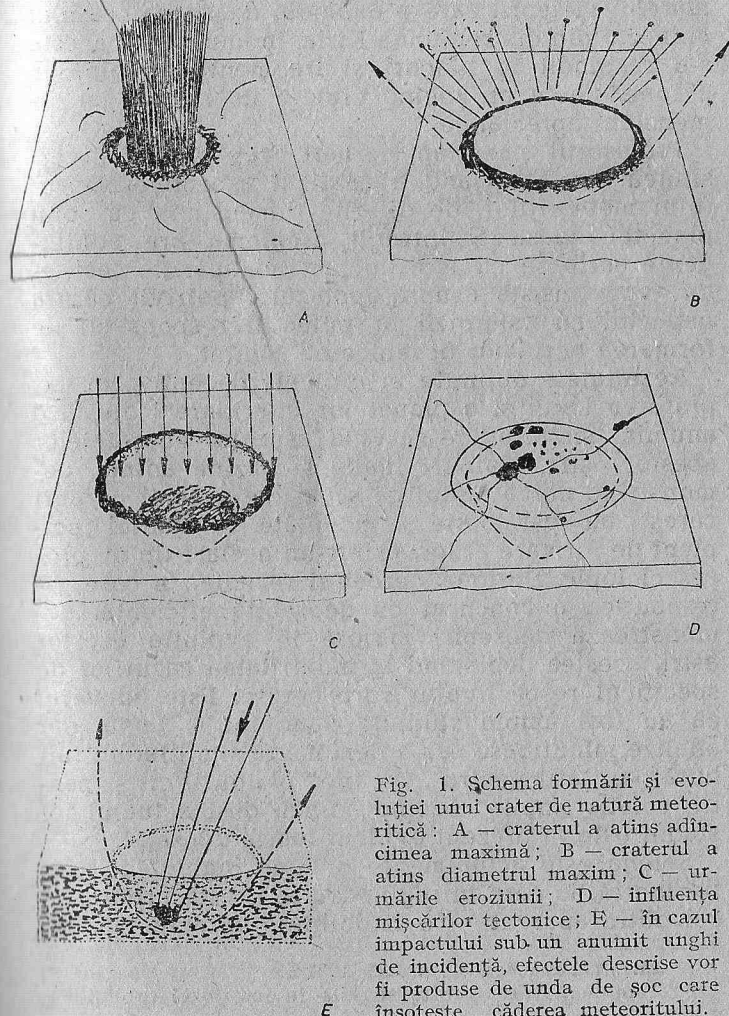 A
B
C
D
E
Fig. 1. Schema formării și evo-
luției unui crater de natură meteo-
ritică : A — craterul a atins adîn-
cimea maximă ; B — craterul a
atins diametrul maxim ; C — ur-
mările eroziunii ; D — influența
mișcărilor tectonice ; E — în cazul
impactului sub un anumit unghi
de incidență, efectele descrise vor
fi produse de unda de șoc care
însoțește căderea meteoritului.